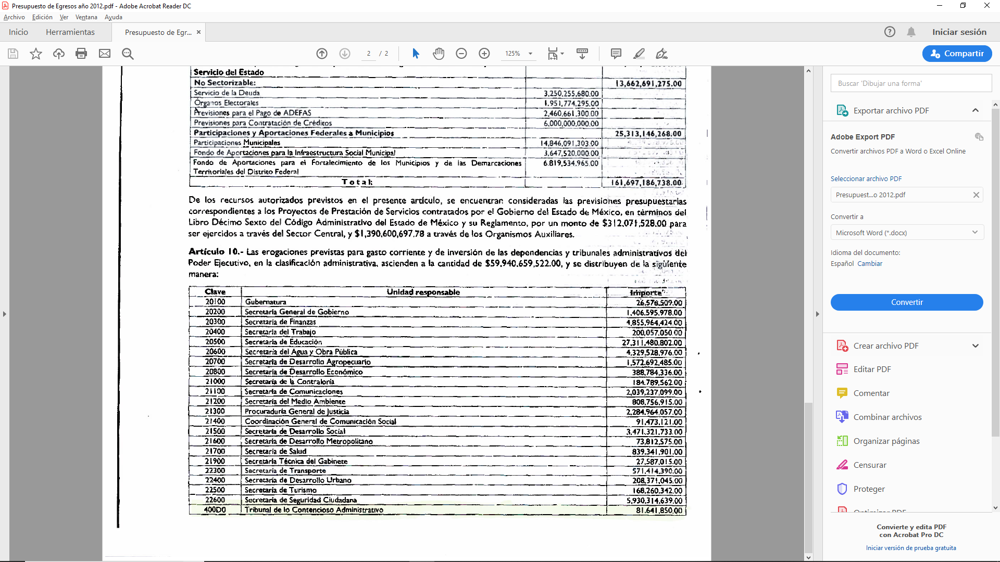 Presupuesto de Egresos año 2012.pdf - Adobe Acrobat Reader DC
Archivo Edición Ver Ventana Ayuda
Inicio Herramientas Presupuesto de Egr... Iniciar sesión
2 / 2 125% Compartir
Servicio del Estado
No Sectorizable: 13,662,691,275.00
Servicio de la Deuda 3,250,255,680.00
Órganos Electorales 1,951,774,295.00
Previsiones para el Pago de ADEFAS 2,460,661,300.00
Previsiones para Contratación de Créditos 6,000,000,000.00
Participaciones y Aportaciones Federales a Municipios 25,313,146,268.00
Participaciones Municipales 14,846,091,303.00
Fondo de Aportaciones para la Infraestructura Social Municipal 3,647,520,000.00
Fondo de Aportaciones para el Fortalecimiento de los Municipios y de las Demarcaciones 6,819,534,965.00
Territoriales del Distrito Federal
Total: 161,697,186,738.00
De los recursos autorizados previstos en el presente artículo, se encuentran consideradas las previsiones presupuestarias
correspondientes a los Proyectos de Prestación de Servicios contratados por el Gobierno del Estado de México, en términos del
Libro Décimo Sexto del Código Administrativo del Estado de México y su Reglamento, por un monto de $312,071,528.00 para
ser ejercidos a través del Sector Central, y $1,390,600,697.78 a través de los Organismos Auxiliares.
Artículo 10.- Las erogaciones previstas para gasto corriente y de inversión de las dependencias y tribunales administrativos del
Poder Ejecutivo, en la clasificación administrativa, ascienden a la cantidad de $59,940,659,522.00, y se distribuyen de la siguiente
manera:
Clave Unidad responsable Importe
20100 Gubernatura 26,576,509.00
20200 Secretaría General de Gobierno 1,406,595,978.00
20300 Secretaría de Finanzas 4,855,964,424.00
20400 Secretaría del Trabajo 200,057,050.00
20500 Secretaría de Educación 27,311,480,802.00
20600 Secretaría del Agua y Obra Pública 4,329,528,976.00
20700 Secretaría de Desarrollo Agropecuario 1,572,692,485.00
20800 Secretaría de Desarrollo Económico 388,784,336.00
21000 Secretaría de la Contraloría 184,789,562.00
21100 Secretaría de Comunicaciones 2,039,237,099.00
21200 Secretaría del Medio Ambiente 808,756,915.00
21300 Procuraduría General de Justicia 2,284,964,057.00
21400 Coordinación General de Comunicación Social 91,473,121.00
21500 Secretaría de Desarrollo Social 3,471,321,733.00
21600 Secretaría de Desarrollo Metropolitano 73,812,575.00
21700 Secretaría de Salud 839,341,901.00
21900 Secretaría Técnica del Gabinete 27,587,015.00
22300 Secretaría de Transporte 571,414,390.00
22400 Secretaría de Desarrollo Urbano 208,371,045.00
22500 Secretaría de Turismo 168,260,342.00
22600 Secretaría de Seguridad Ciudadana 5,930,314,639.00
400D0 Tribunal de lo Contencioso Administrativo 81,641,850.00
Buscar 'Dibujar una forma'
Exportar archivo PDF
Adobe Export PDF
Convertir archivos PDF a Word o Excel Online
Seleccionar archivo PDF
Presupuest...o 2012.pdf
Convertir a
Microsoft Word (*.docx)
Idioma del documento:
Español Cambiar
Convertir
Crear archivo PDF
Editar PDF
Comentar
Combinar archivos
Organizar páginas
Censurar
Proteger
Optimizar PDF
Convierte y edita PDF
con Acrobat Pro DC
Iniciar versión de prueba gratuita